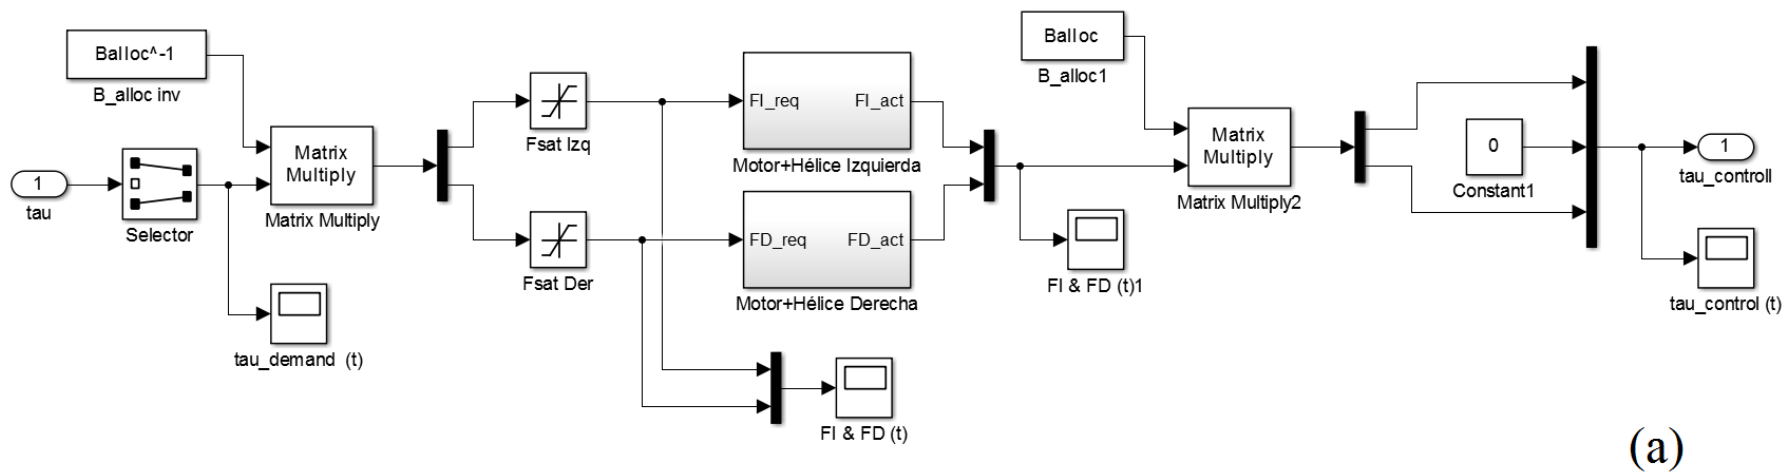 Balloc^-1
B_alloc inv
1
tau
Selector
tau_demand (t)
Matrix
Multiply
Matrix Multiply
Fsat Izq
Fsat Der
FI_req FI_act
Motor+Hélice Izquierda
FD_req FD_act
Motor+Hélice Derecha
FI & FD (t)
Balloc
B_alloc1
FI & FD (t)1
Matrix
Multiply
Matrix Multiply2
0
Constant1
1
tau_controll
tau_control (t)
(a)